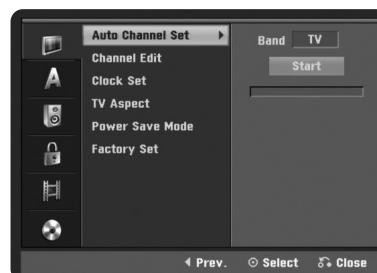 Auto Channel Set
Channel Edit
Clock Set
TV Aspect
Power Save Mode
Factory Set
Band TV
Start
A
Prev. Select Close